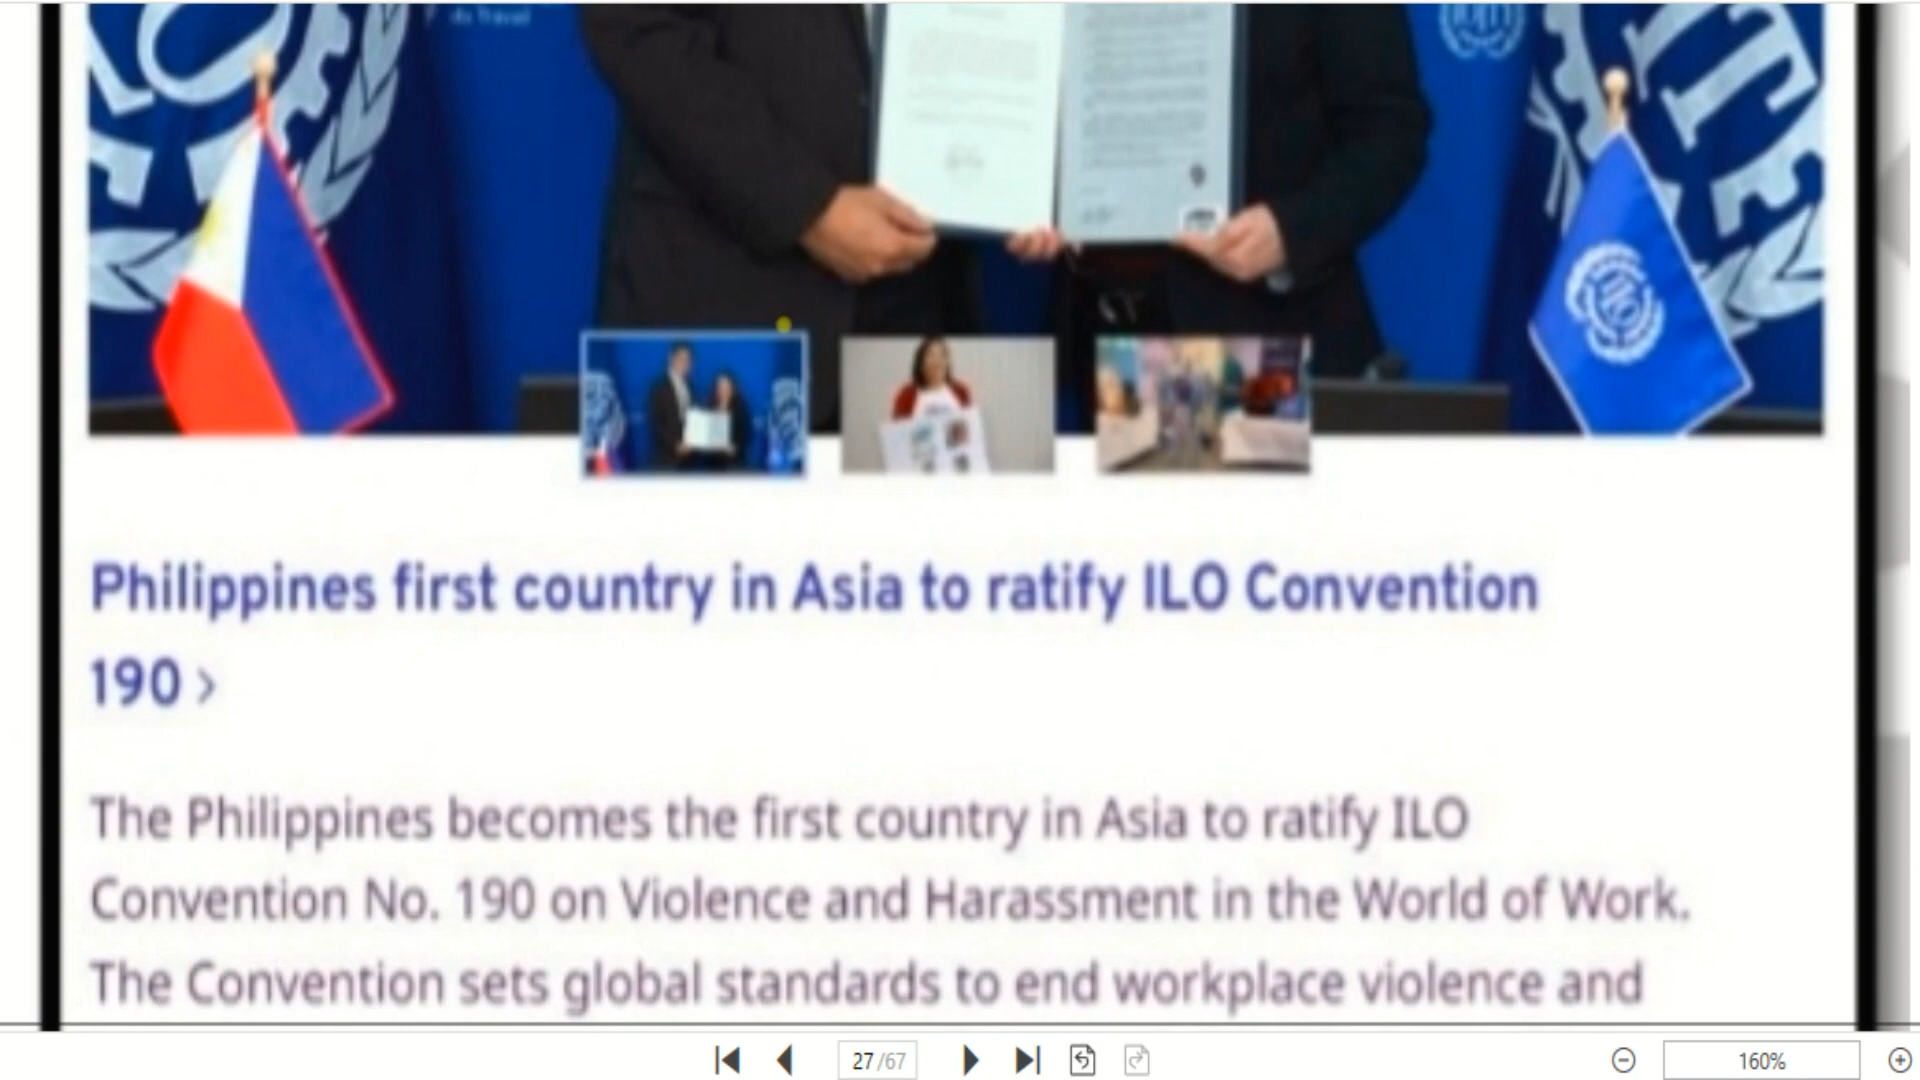 du Travail
Philippines first country in Asia to ratify ILO Convention
190 >
The Philippines becomes the first country in Asia to ratify ILO
Convention No. 190 on Violence and Harassment in the World of Work.
The Convention sets global standards to end workplace violence and
27 /67
160%